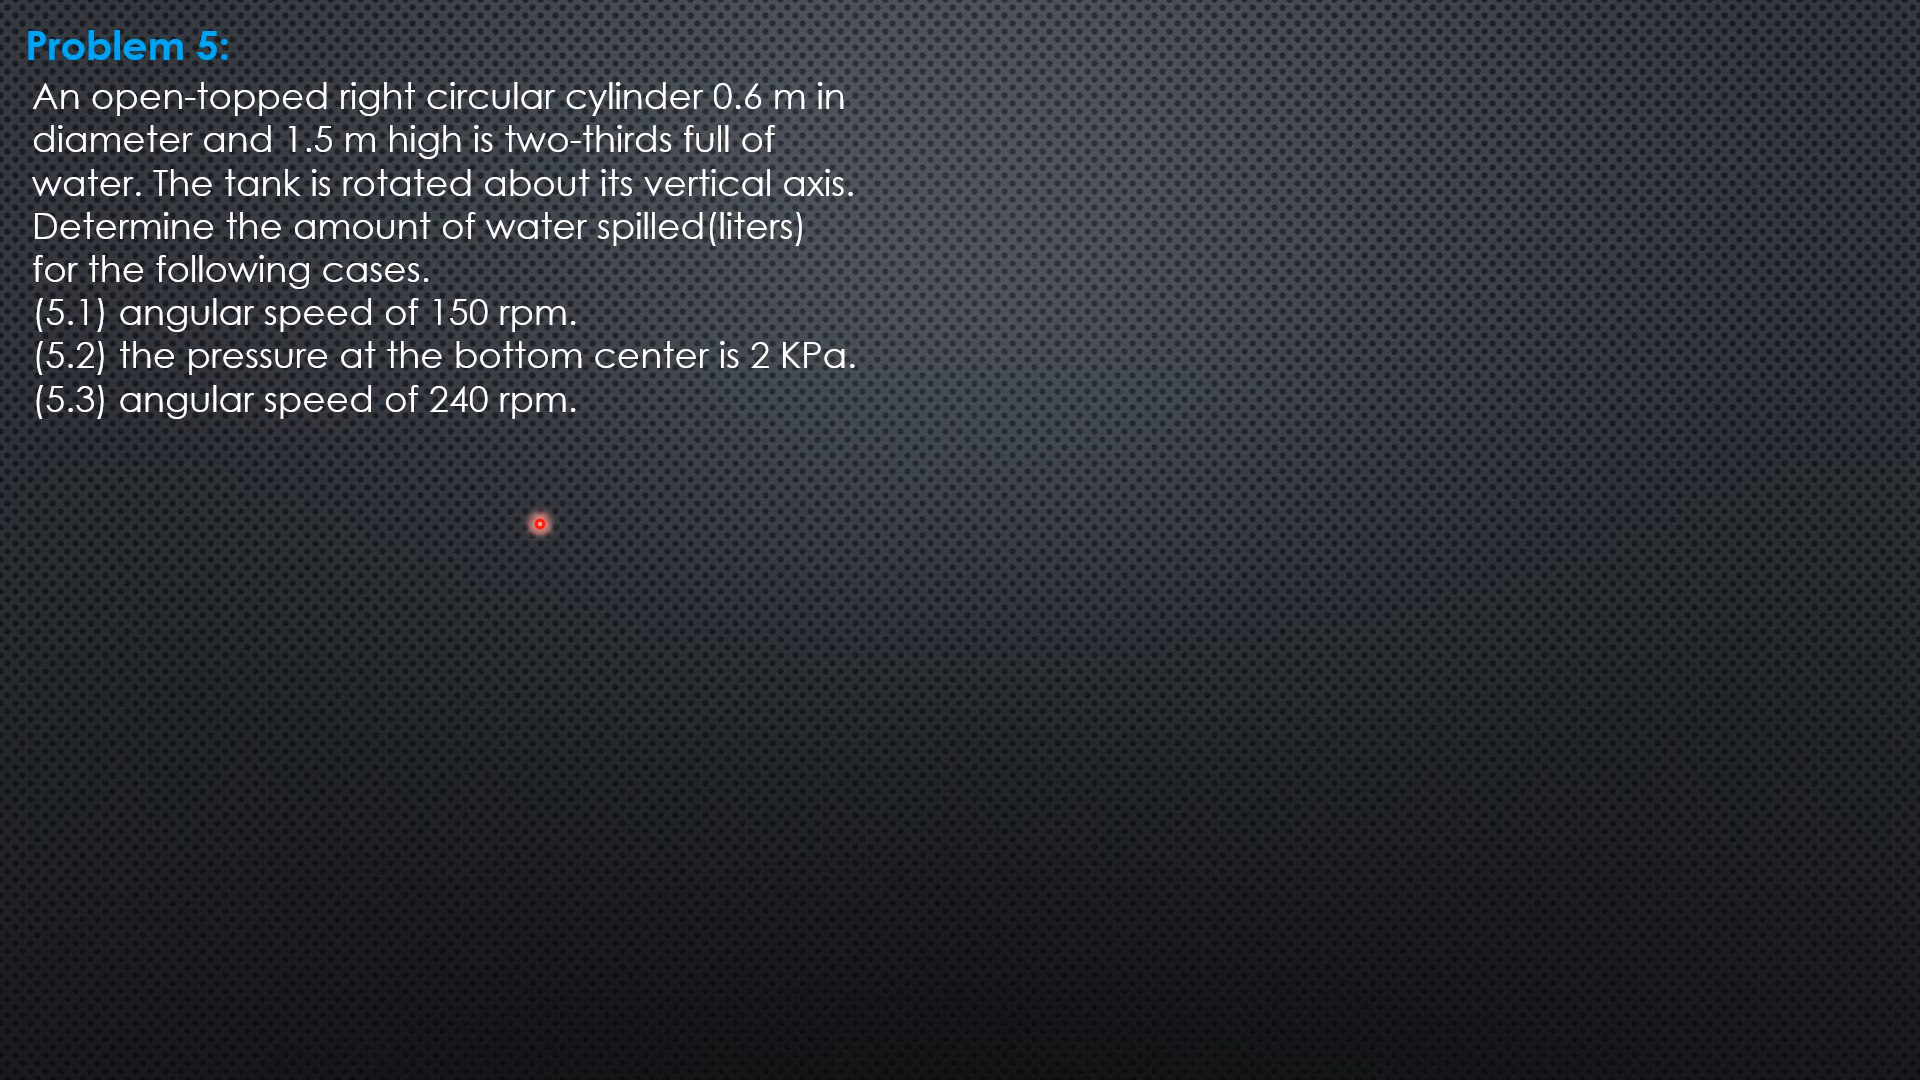 Problem 5:
An open-topped right circular cylinder 0.6 m in
diameter and 1.5 m high is two-thirds full of
water. The tank is rotated about its vertical axis.
Determine the amount of water spilled(liters)
for the following cases.
(5.1) angular speed of 150 rpm.
(5.2) the pressure at the bottom center is 2 KPa.
(5.3) angular speed of 240 rpm.